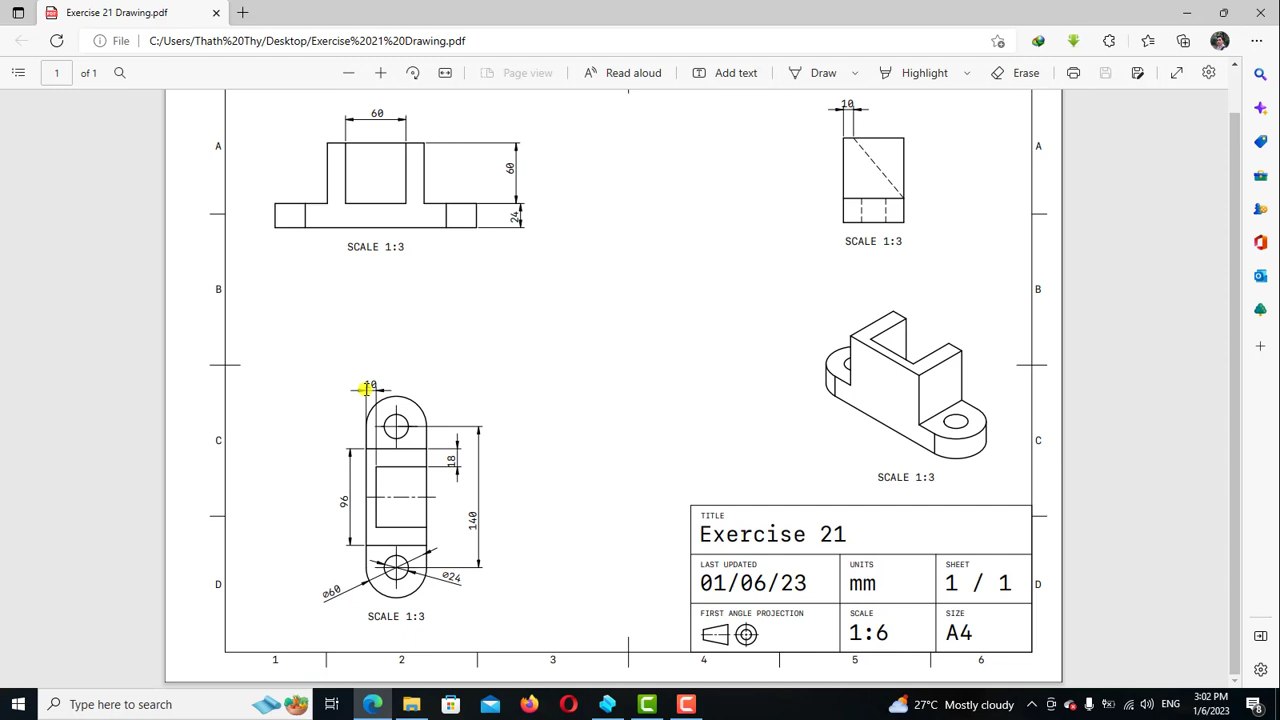 Exercise 21 Drawing.pdf
File C:/Users/Thath%20Thy/Desktop/Exercise%2021%20Drawing.pdf
1 of 1 Page view Read aloud Add text Draw Highlight Erase
60
10
A
60
A
24
SCALE 1:3
SCALE 1:3
B
B
10
C
C
18
SCALE 1:3
96
140
TITLE
Exercise 21
LAST UPDATED
01/06/23
UNITS
mm
SHEET
1 / 1
D
D
⌀24
⌀60
SCALE 1:3
FIRST ANGLE PROJECTION
SCALE
1:6
SIZE
A4
1 2 3 4 5 6
Type here to search
27°C Mostly cloudy
ENG
3:02 PM
1/6/2023
8